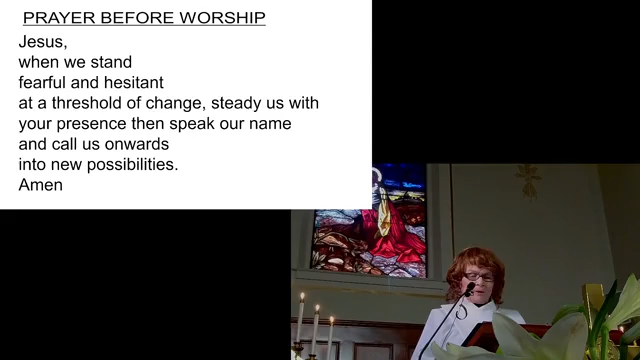 PRAYER BEFORE WORSHIP
Jesus,
when we stand
fearful and hesitant
at a threshold of change, steady us with
your presence then speak our name
and call us onwards
into new possibilities.
Amen